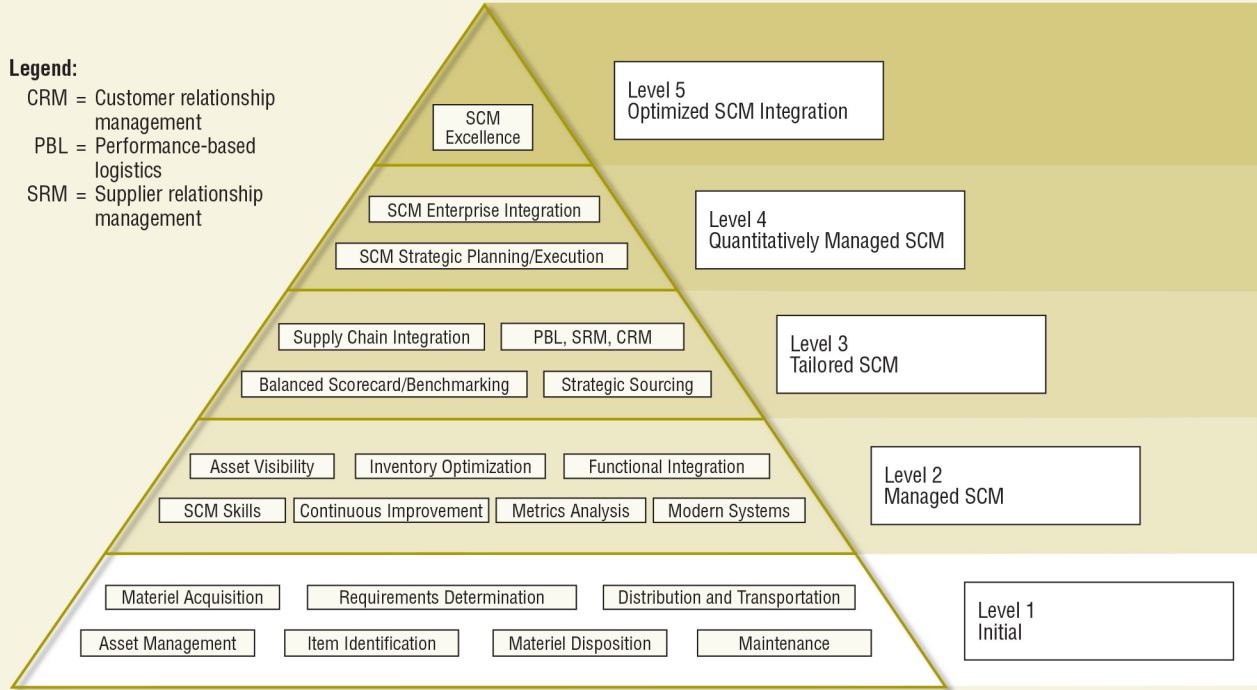 Legend:
CRM = Customer relationship
management
PBL = Performance-based
logistics
SRM = Supplier relationship
management
SCM
Excellence
Level 5
Optimized SCM Integration
SCM Enterprise Integration
SCM Strategic Planning/Execution
Level 4
Quantitatively Managed SCM
Supply Chain Integration
PBL, SRM, CRM
Balanced Scorecard/Benchmarking
Strategic Sourcing
Level 3
Tailored SCM
Asset Visibility
Inventory Optimization
Functional Integration
SCM Skills
Continuous Improvement
Metrics Analysis
Modern Systems
Level 2
Managed SCM
Materiel Acquisition
Requirements Determination
Distribution and Transportation
Asset Management
Item Identification
Materiel Disposition
Maintenance
Level 1
Initial